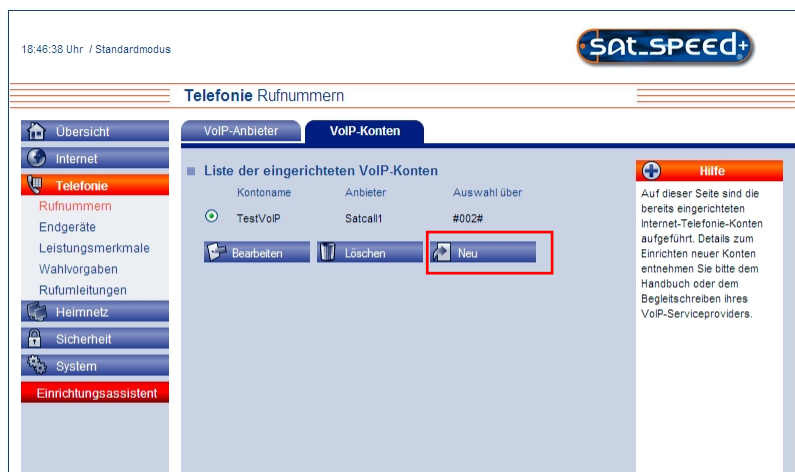 18:46:38 Uhr / Standardmodus
sat_speed+
Telefonie Rufnummern
Übersicht
Internet
Telefonie
Rufnummern
Endgeräte
Leistungsmerkmale
Wahlvorgaben
Rufumleitungen
Heimnetz
Sicherheit
System
Einrichtungsassistent
VoIP-Anbieter
VoIP-Konten
Liste der eingerichteten VoIP-Konten
Kontoname Anbieter Auswahl über
TestVoIP Satcall1 #002#
Bearbeiten Löschen Neu
Hilfe
Auf dieser Seite sind die
bereits eingerichteten
Internet-Telefonie-Konten
aufgeführt. Details zum
Einrichten neuer Konten
entnehmen Sie bitte dem
Handbuch oder dem
Begleitschreiben ihres
VoIP-Serviceproviders.